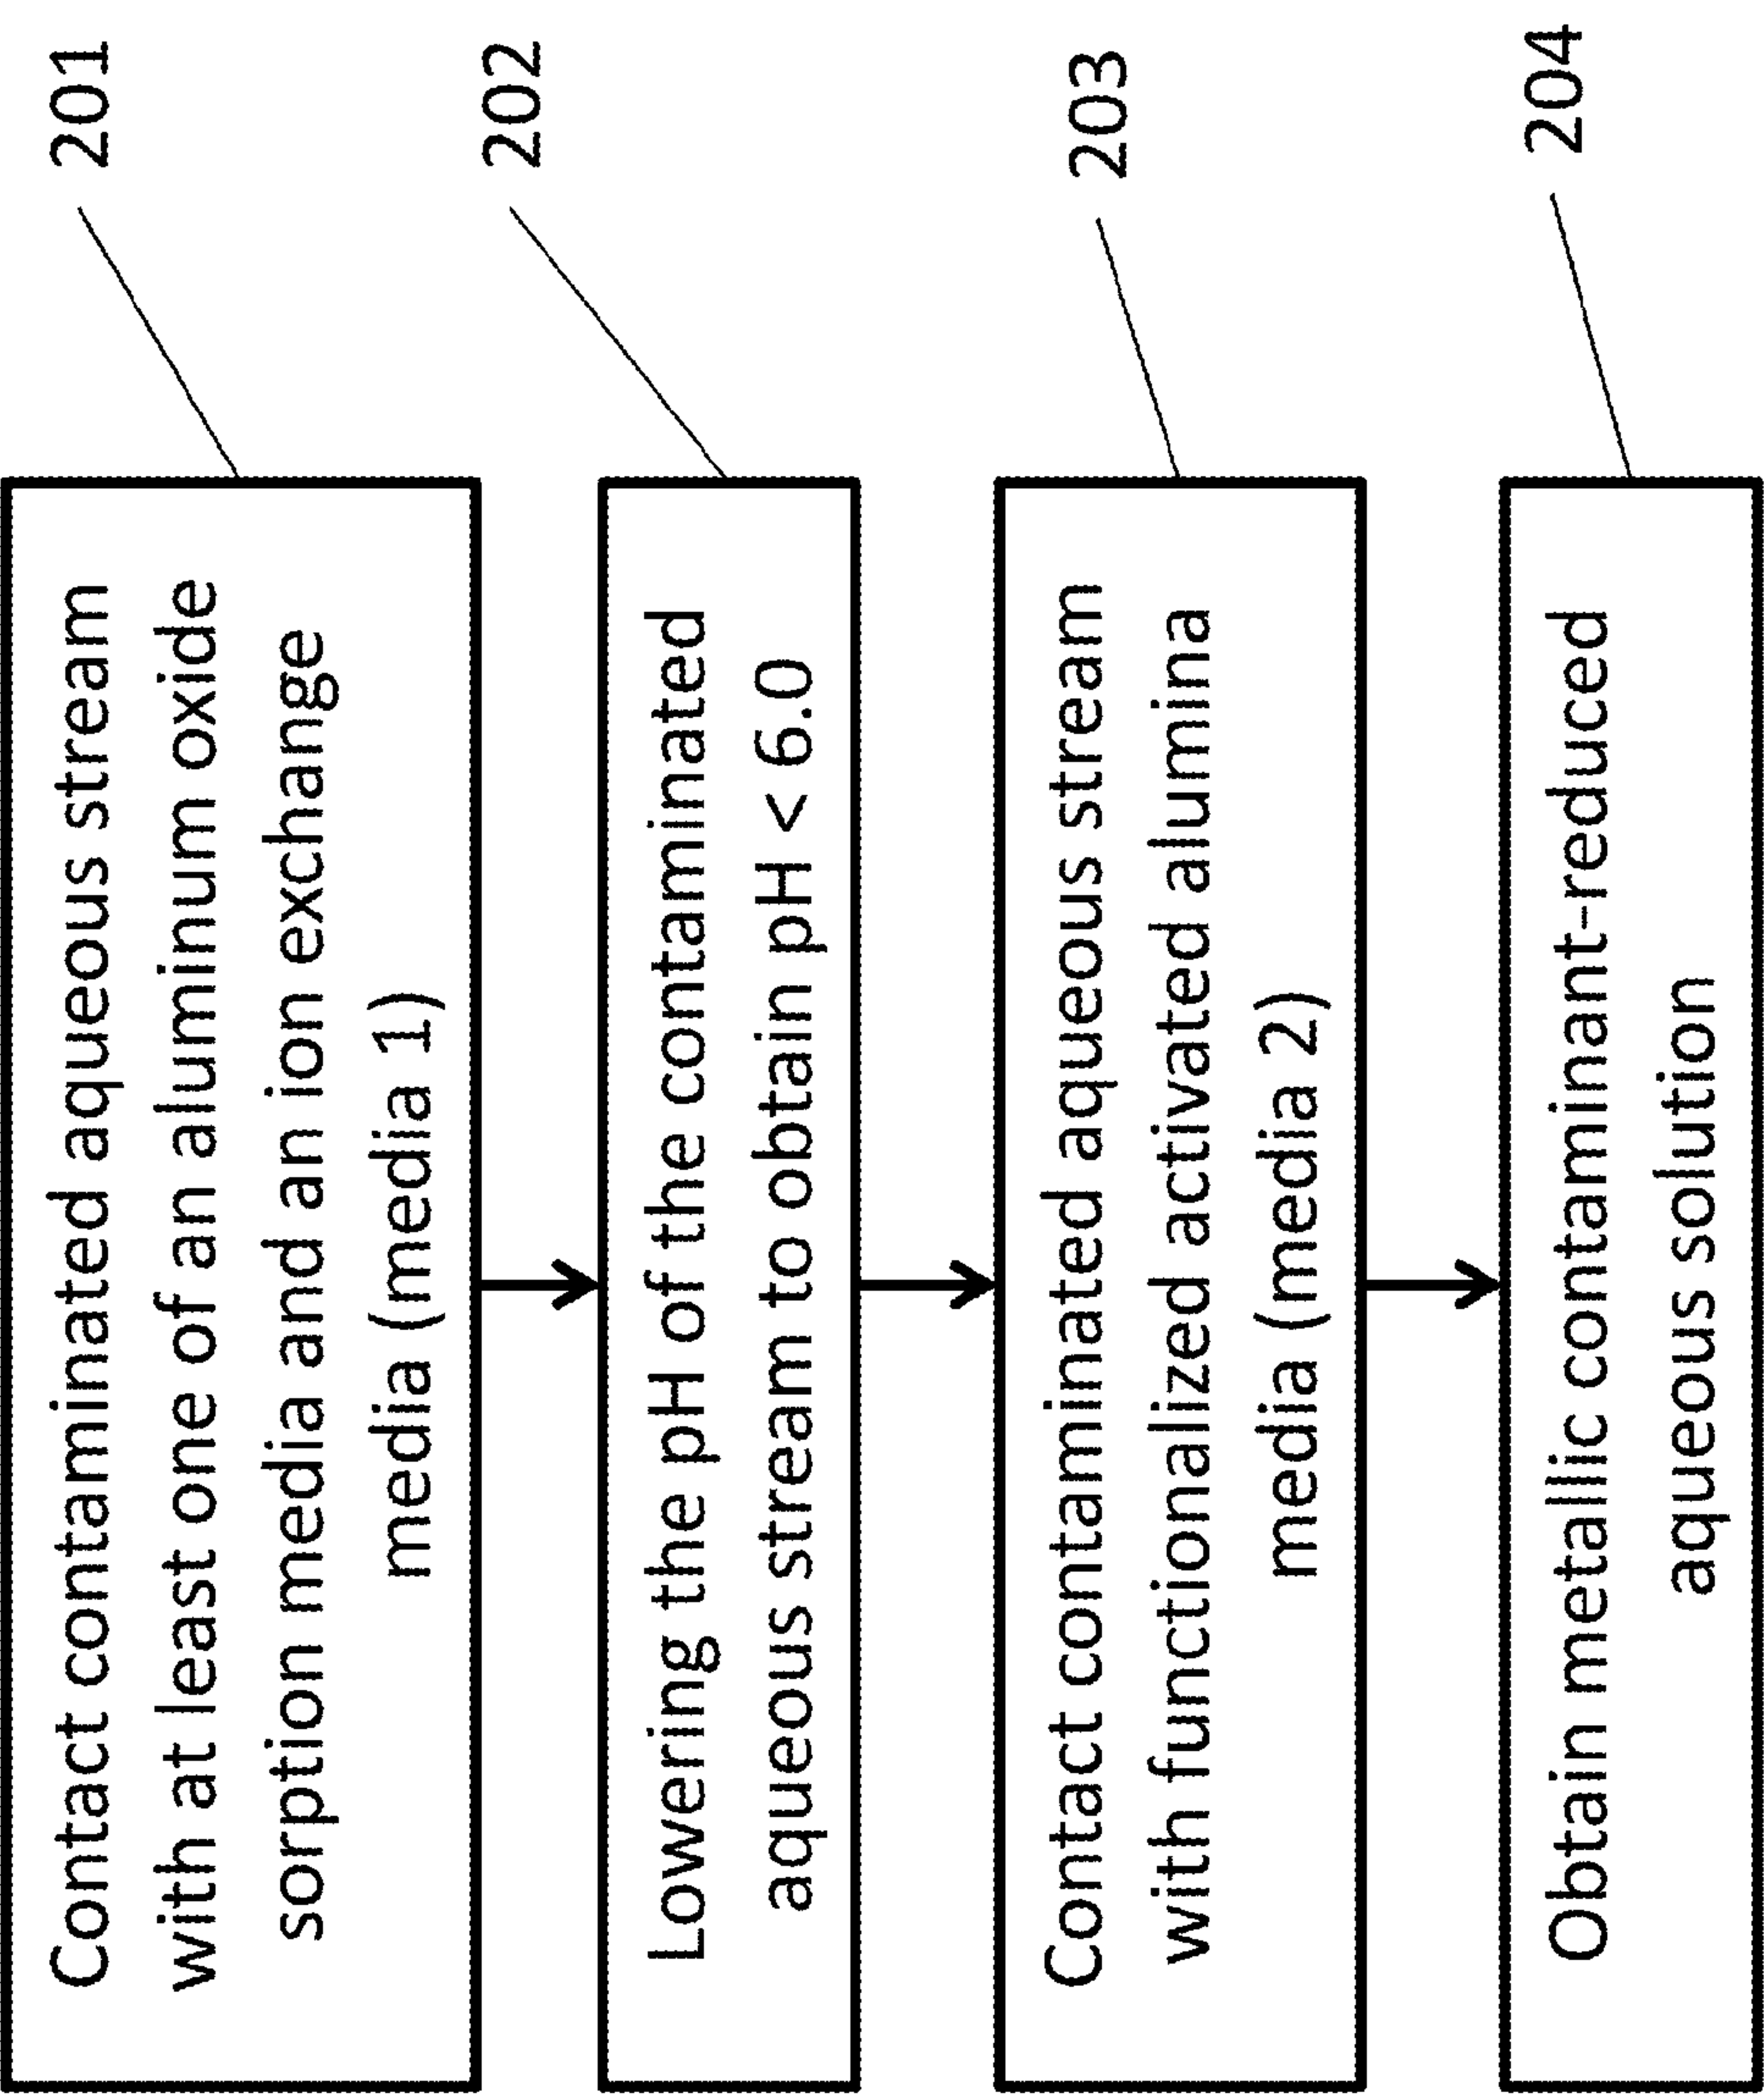 Contact contaminated aqueous stream
with at least one of an aluminum oxide
sorption media and an ion exchange
media (media 1)
201
Lowering the pH of the contaminated
aqueous stream to obtain pH < 6.0
202
Contact contaminated aqueous stream
with functionalized activated alumina
media (media 2)
203
Obtain metallic contaminant-reduced
aqueous solution
204